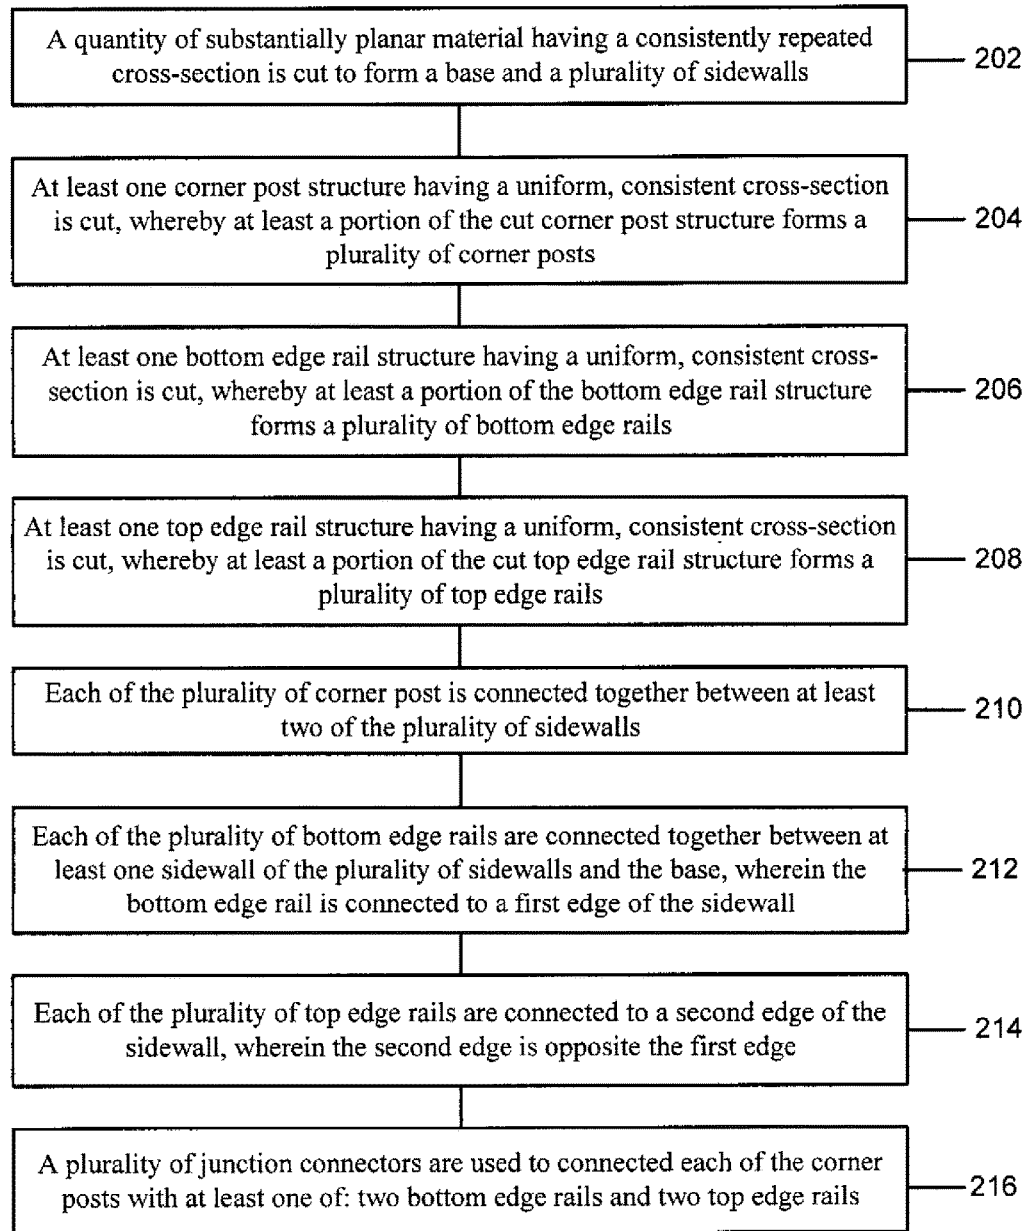 A quantity of substantially planar material having a consistently repeated
cross-section is cut to form a base and a plurality of sidewalls
202
At least one corner post structure having a uniform, consistent cross-section
is cut, whereby at least a portion of the cut corner post structure forms a
plurality of corner posts
204
At least one bottom edge rail structure having a uniform, consistent cross-
section is cut, whereby at least a portion of the bottom edge rail structure
forms a plurality of bottom edge rails
206
At least one top edge rail structure having a uniform, consistent cross-section
is cut, whereby at least a portion of the cut top edge rail structure forms a
plurality of top edge rails
208
Each of the plurality of corner post is connected together between at least
two of the plurality of sidewalls
210
Each of the plurality of bottom edge rails are connected together between at
least one sidewall of the plurality of sidewalls and the base, wherein the
bottom edge rail is connected to a first edge of the sidewall
212
Each of the plurality of top edge rails are connected to a second edge of the
sidewall, wherein the second edge is opposite the first edge
214
A plurality of junction connectors are used to connected each of the corner
posts with at least one of: two bottom edge rails and two top edge rails
216